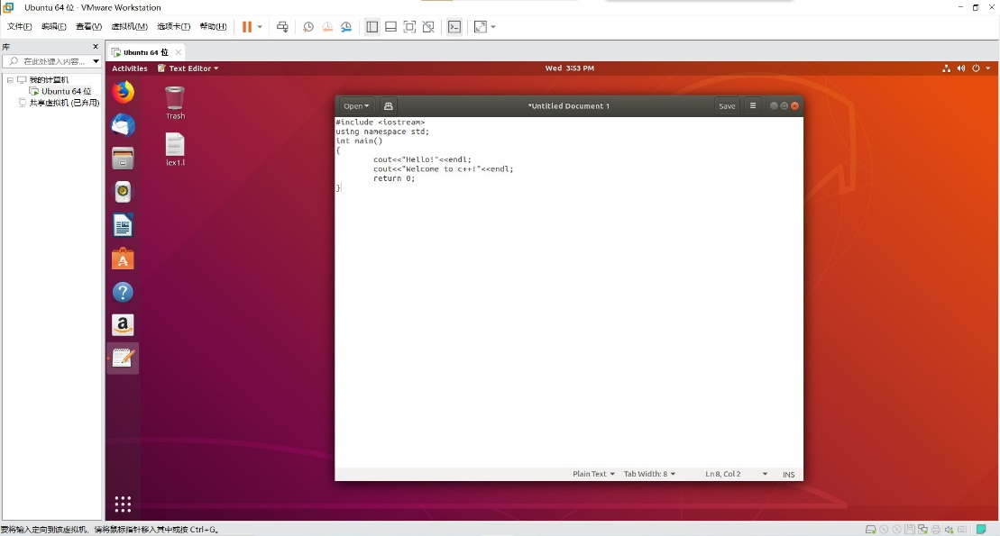 Ubuntu 64 位 - VMware Workstation
文件(F) 编辑(E) 查看(V) 虚拟机(M) 选项卡(T) 帮助(H)
库
在此处键入内容...
我的计算机
Ubuntu 64 位
共享虚拟机 (已弃用)
Ubuntu 64 位
Activities Text Editor Wed 3:53 PM
Trash
lex1.l
Open *Untitled Document 1 Save
#include <iostream>
using namespace std;
int main()
{
cout<<"Hello!"<<endl;
cout<<"Welcome to c++!"<<endl;
return 0;
}
Plain Text Tab Width: 8 Ln 8, Col 2 INS
要将输入定向到该虚拟机，请将鼠标指针移入其中或按 Ctrl+G。